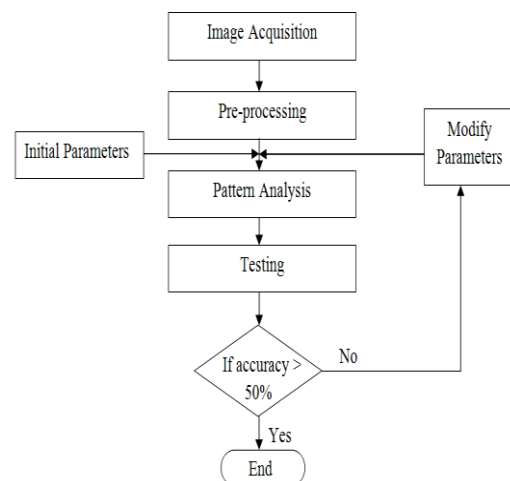 Image Acquisition
Pre-processing
Initial Parameters
Modify
Parameters
Pattern Analysis
Testing
If accuracy >
50%
No
Yes
End